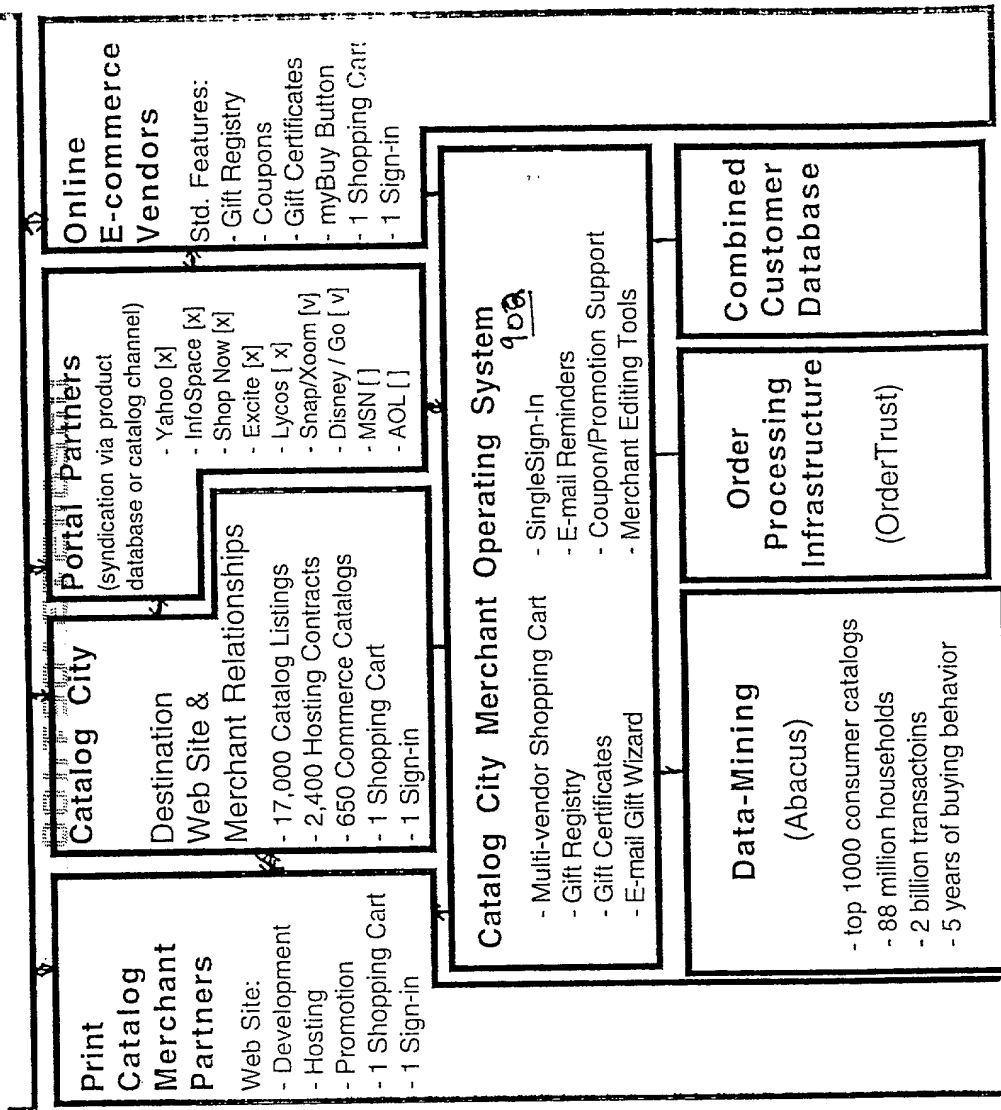 Print
Catalog
Merchant
Partners
Web Site:
- Development
- Hosting
- Promotion
- 1 Shopping Cart
- 1 Sign-in
Catalog City
Destination
Web Site &
Merchant Relationships
- 17,000 Catalog Listings
- 2,400 Hosting Contracts
- 650 Commerce Catalogs
- 1 Shopping Cart
- 1 Sign-in
Portal Partners
(syndication via product
database or catalog channel)
- Yahoo [x]
- InfoSpace [x]
- Shop Now [x]
- Excite [x]
- Lycos [ x]
- Snap/Xoom [v]
- Disney / Go [ v]
- MSN [ ]
- AOL [ ]
Online
E-commerce
Vendors
Std. Features:
- Gift Registry
- Coupons
- Gift Certificates
- myBuy Button
- 1 Shopping Cart
- 1 Sign-in
Catalog City Merchant Operating System
902
- Multi-vendor Shopping Cart
- Gift Registry
- Gift Certificates
- E-mail Gift Wizard
- SingleSign-In
- E-mail Reminders
- Coupon/Promotion Support
- Merchant Editing Tools
Data-Mining
(Abacus)
- top 1000 consumer catalogs
- 88 million households
- 2 billion transactoins
- 5 years of buying behavior
Order
Processing
Infrastructure
(OrderTrust)
Combined
Customer
Database